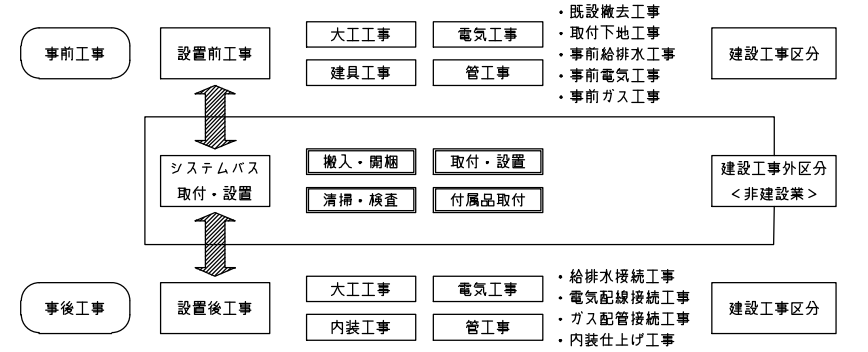 事前工事
設置前工事
大工工事
電気工事
建具工事
管工事
・既設撤去工事
・取付下地工事
・事前給排水工事
・事前電気工事
・事前ガス工事
建設工事区分
システムバス
取付・設置
搬入・開梱
取付・設置
清掃・検査
付属品取付
建設工事外区分
＜非建設業＞
事後工事
設置後工事
大工工事
電気工事
内装工事
管工事
・給排水接続工事
・電気配線接続工事
・ガス配管接続工事
・内装仕上げ工事
建設工事区分